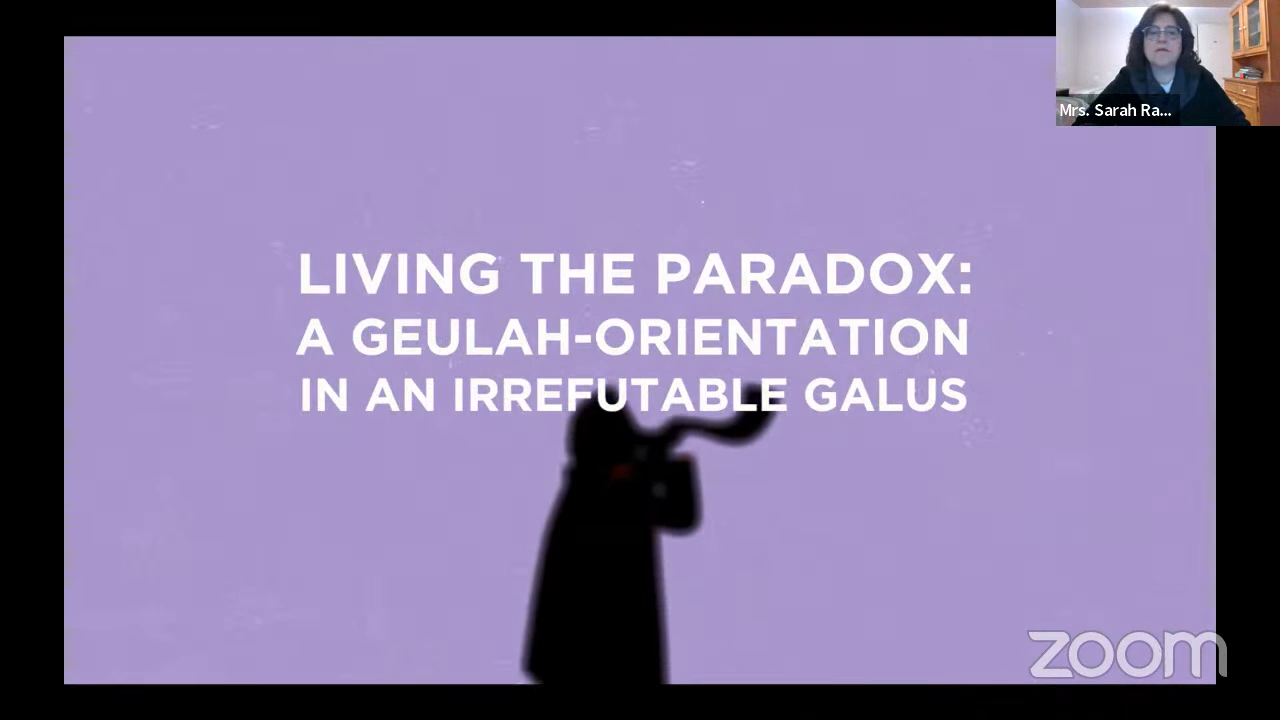 Mrs. Sarah Ra...
LIVING THE PARADOX:
A GEULAH-ORIENTATION
IN AN IRREFUTABLE GALUS
zoom